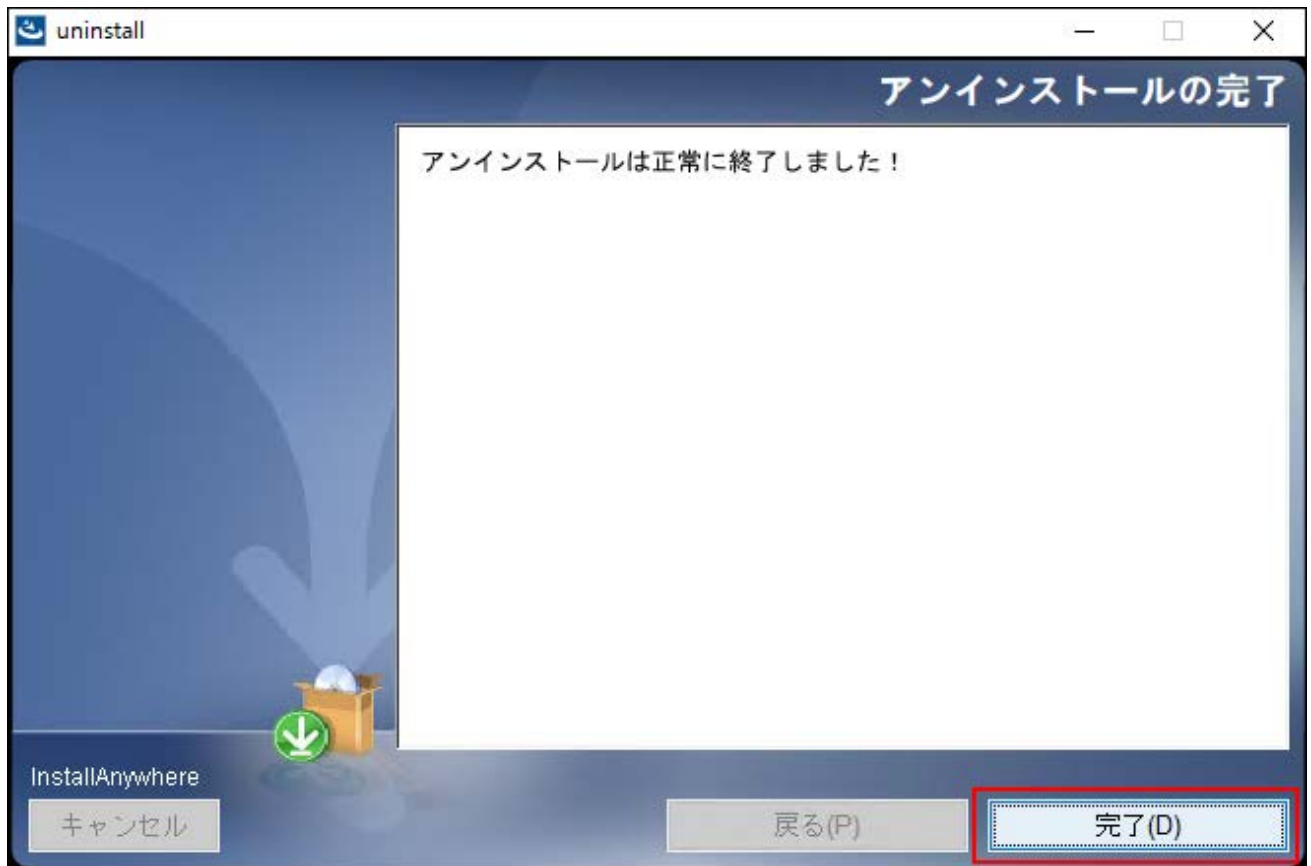 uninstall
アンインストールの完了
アンインストールは正常に終了しました！
InstallAnywhere
キャンセル
戻る(P)
完了(D)